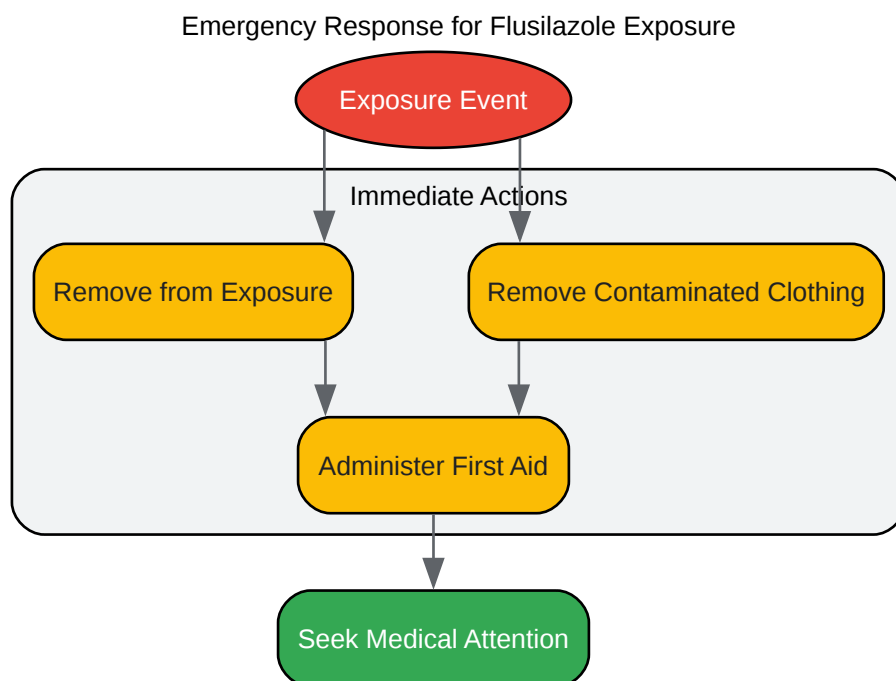 Emergency Response for Flusilazole Exposure
Exposure Event
Immediate Actions
Remove from Exposure
Remove Contaminated Clothing
Administer First Aid
Seek Medical Attention